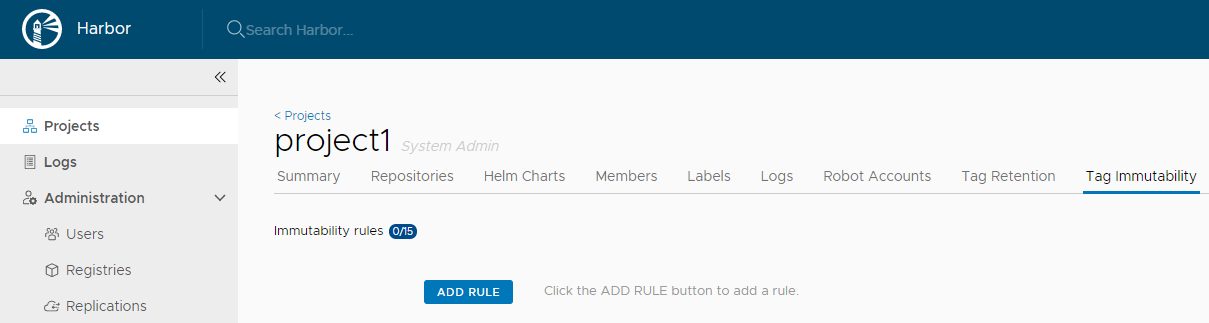 Harbor
Search Harbor...
Projects
Logs
Administration
Users
Registries
Replications
< Projects
project1 System Admin
Summary Repositories Helm Charts Members Labels Logs Robot Accounts Tag Retention Tag Immutability
Immutability rules 0/15
ADD RULE Click the ADD RULE button to add a rule.